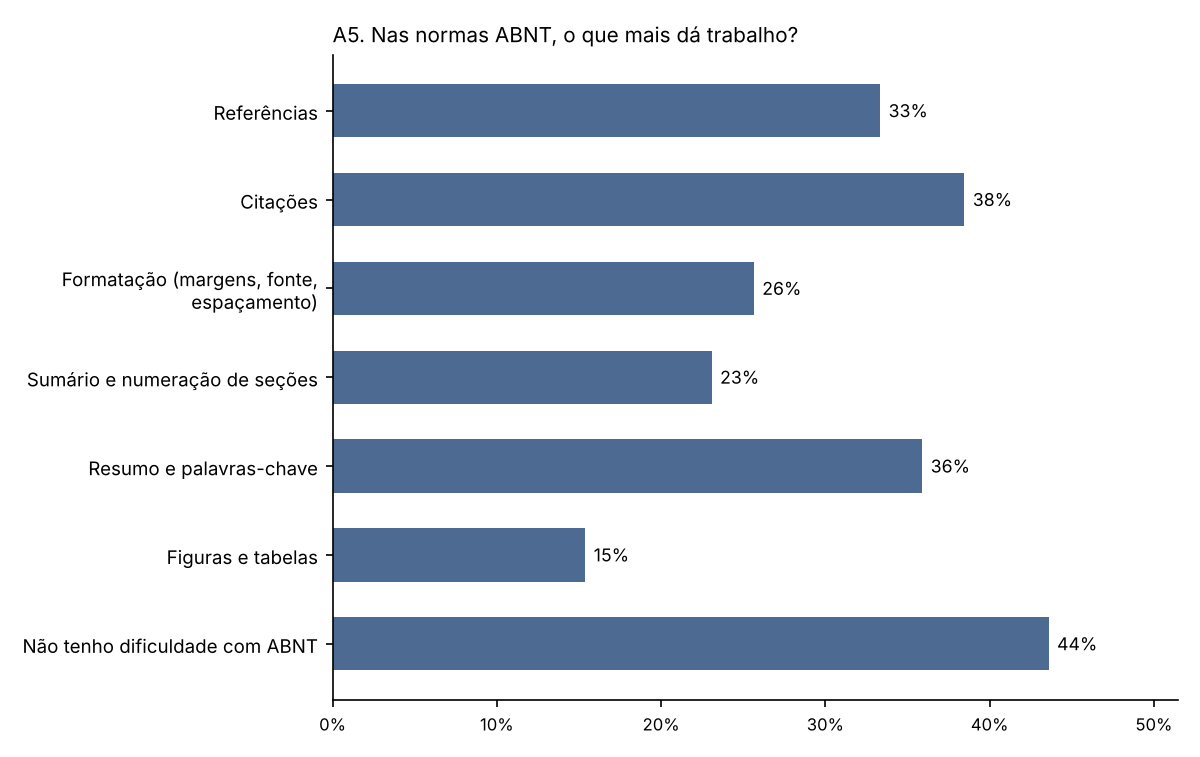 A5. Nas normas ABNT, o que mais dá trabalho?
Referências
33%
Citações
38%
Formatação (margens, fonte,
espaçamento)
26%
Sumário e numeração de seções
23%
Resumo e palavras-chave
36%
Figuras e tabelas
15%
Não tenho dificuldade com ABNT
44%
0%
10%
20%
30%
40%
50%